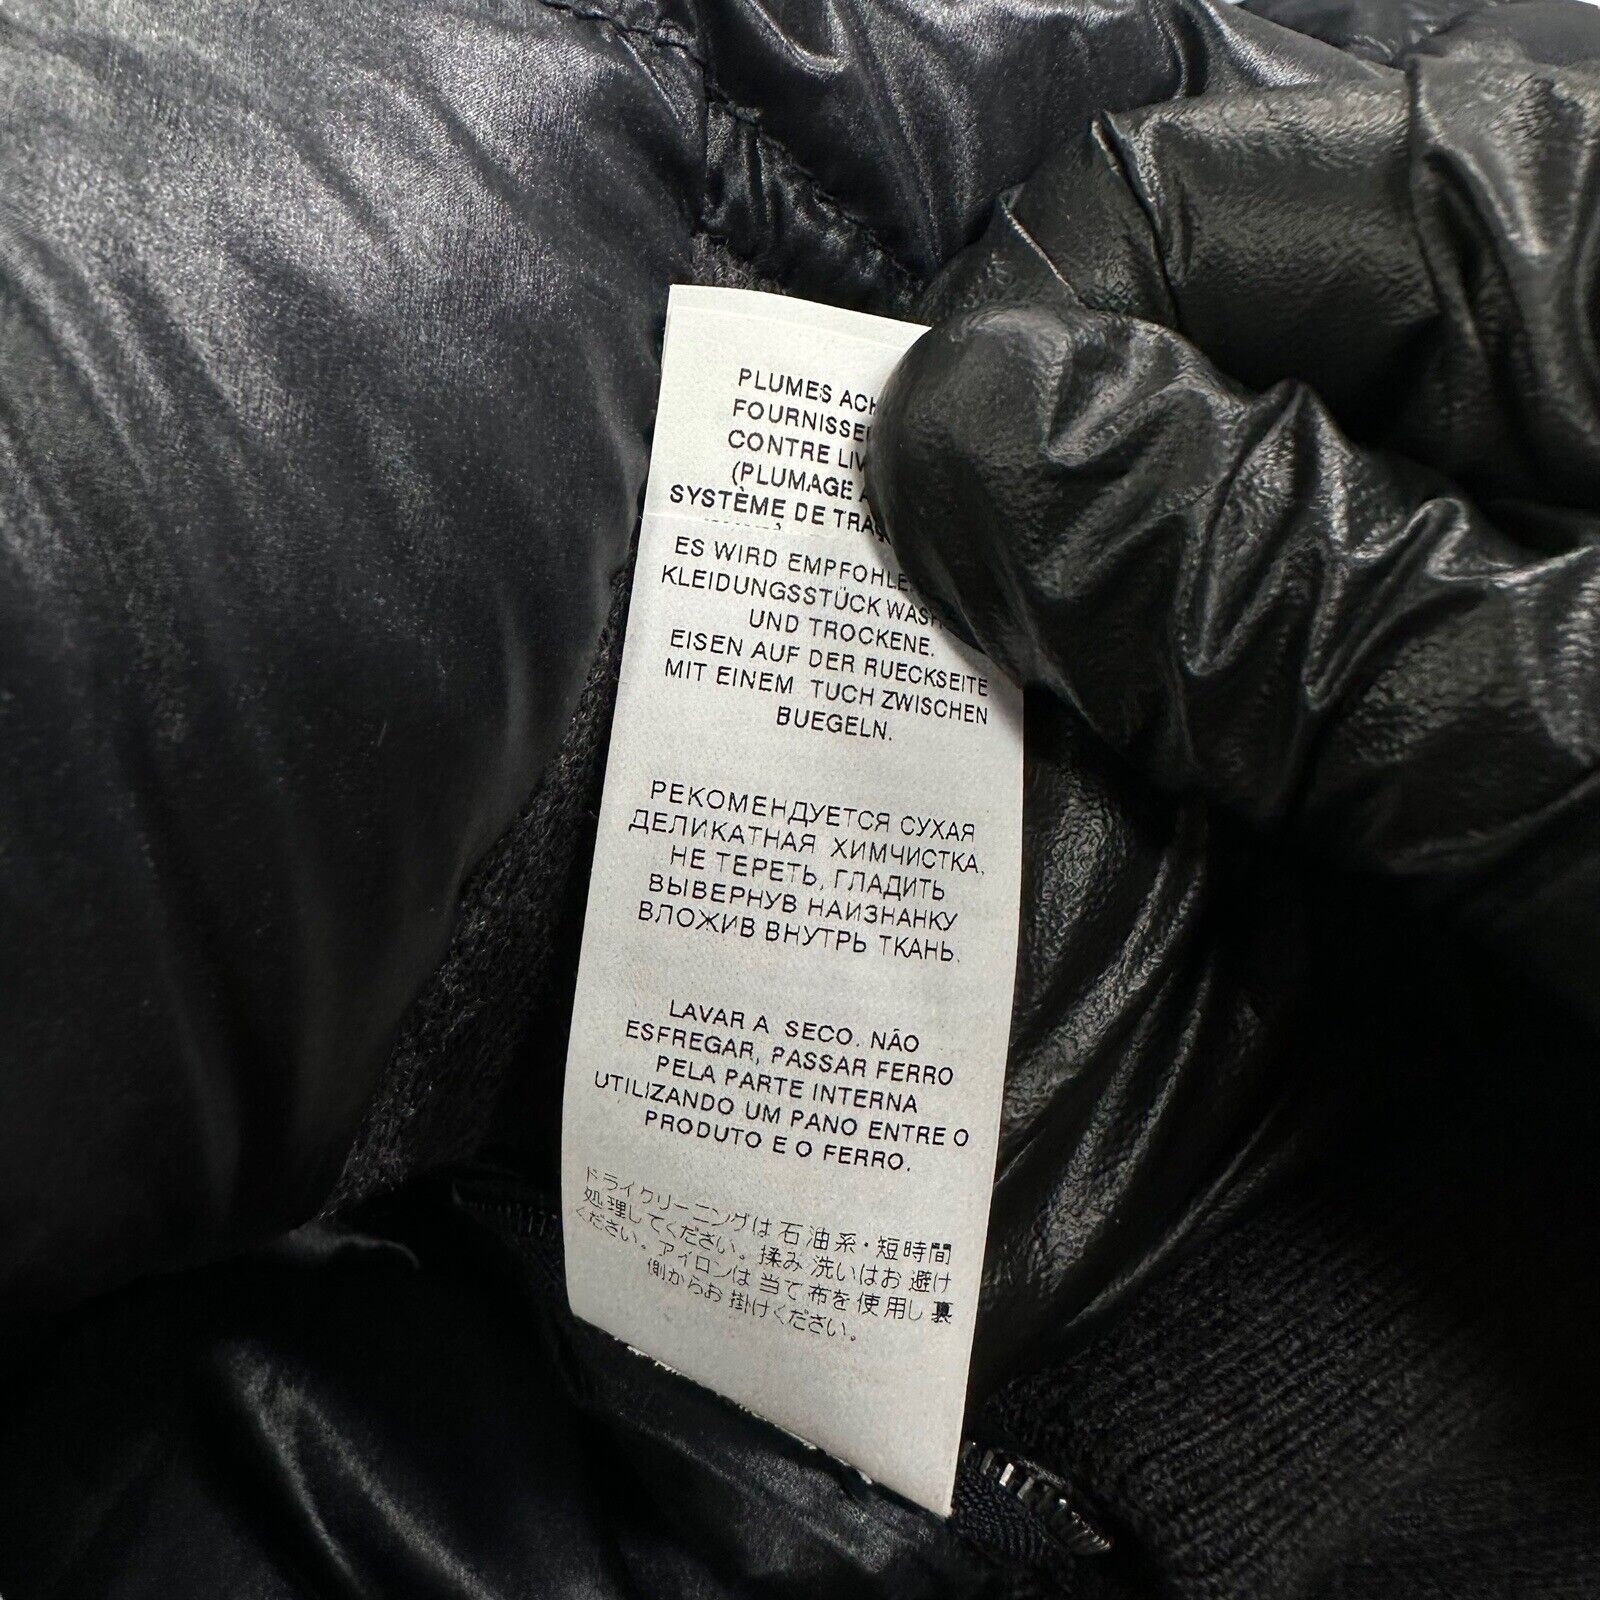 PLUMES
FOURNISSE
CONTRE
(PLUMAGE
SYSTÈME DE
ES WIRD EMPFOHLE
KLEIDUNGSSTÜCK WAS
UND TROCKENE.
EISEN AUF DER RUECKSEITE
MIT EINEM TUCH ZWISCHEN
BUEGELN.
РЕКОМЕНДУЕТСЯ СУХАЯ
ДЕЛИКАТНАЯ ХИМЧИСТКА.
НЕ ТЕРЕТЬ, ГЛАДИТЬ
ВЫВЕРНУВ НАИЗНАНКУ
ВЛОЖИВ ВНУТРЬ ТКАНЬ.
LAVAR A SECO. NÃO
ESFREGAR, PASSAR FERRO
PELA PARTE INTERNA
UTILIZANDO UM PANO ENTRE O
PRODUTO E O FERRO.
ドライクリーニングは石油系・短時間
処理してください。揉み洗いはお避け
ください。アイロンは当て布を使用し裏
側からお掛けください。